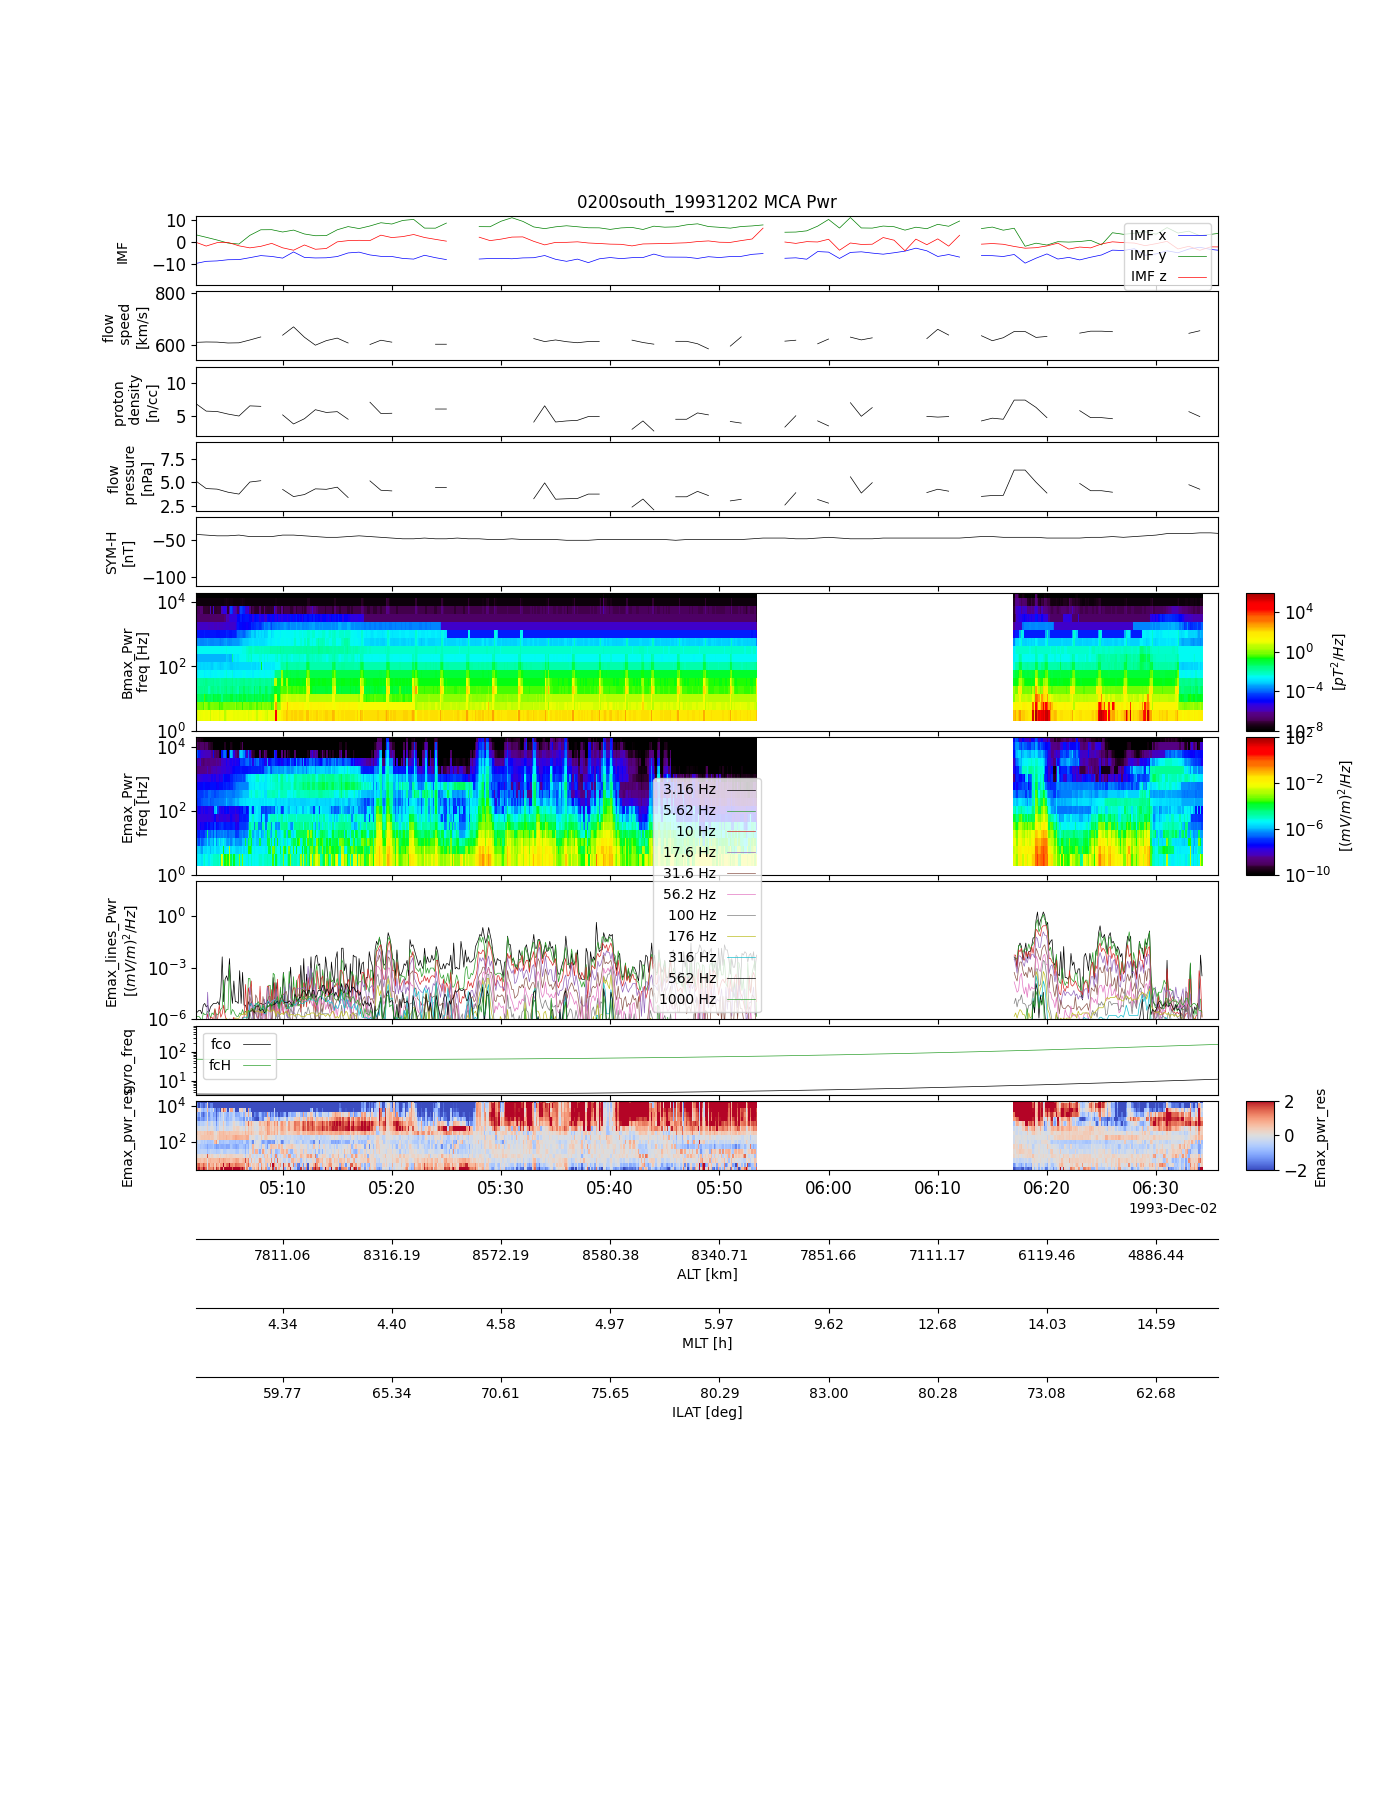 0200south_19931202 MCA Pwr
10
0
−10
IMF
IMF x
IMF y
IMF z
800
600
flow
speed
[km/s]
10
5
proton
density
[n/cc]
7.5
5.0
2.5
flow
pressure
[nPa]
−50
−100
SYM-H
[nT]
10^4
10^2
10^0
Bmax_Pwr
freq [Hz]
10^4
10^0
10^−4
10^−8
[pT^2/Hz]
10^4
10^2
10^0
Emax_Pwr
freq [Hz]
10^2
10^−2
10^−6
10^−10
[(mV/m)^2/Hz]
3.16 Hz
5.62 Hz
10 Hz
17.6 Hz
31.6 Hz
56.2 Hz
100 Hz
176 Hz
316 Hz
562 Hz
1000 Hz
10^0
10^−3
10^−6
Emax_lines_Pwr
[(mV/m)^2/Hz]
10^2
10^1
gyro_freq
fco
fcH
10^4
10^2
Emax_pwr_res
2
0
−2
Emax_pwr_res
05:10 05:20 05:30 05:40 05:50 06:00 06:10 06:20 06:30
1993-Dec-02
7811.06 8316.19 8572.19 8580.38 8340.71 7851.66 7111.17 6119.46 4886.44
ALT [km]
4.34 4.40 4.58 4.97 5.97 9.62 12.68 14.03 14.59
MLT [h]
59.77 65.34 70.61 75.65 80.29 83.00 80.28 73.08 62.68
ILAT [deg]